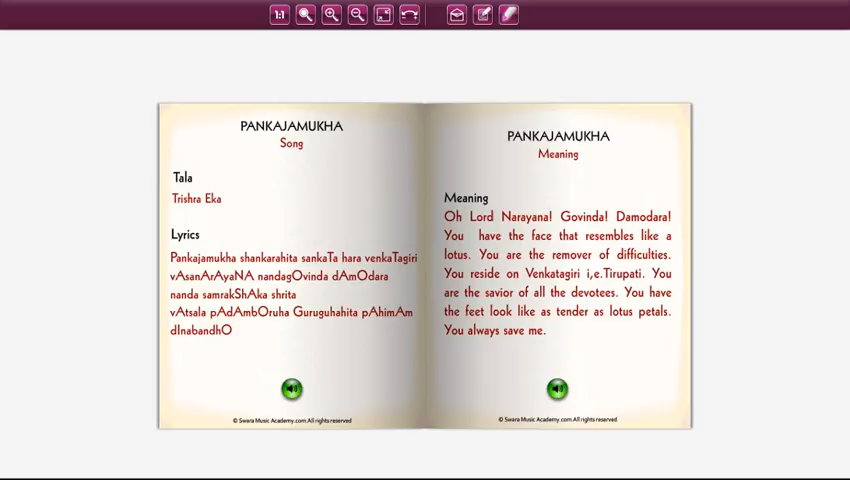 1:1
PANKAJAMUKHA
Song
Tala
Trishra Eka
Lyrics
Pankajamukha shankarahita sankaTa hara venkaTagiri
vAsanArAyaNA nandagOvinda dAmOdara
nanda samrakShAka shrita
vAtsala pAdAmbOruha Guruguhahita pAhimAm
dInabandhO
© Swara Music Academy.com.All rights reserved
PANKAJAMUKHA
Meaning
Meaning
Oh Lord Narayana! Govinda! Damodara!
You have the face that resembles like a
lotus. You are the remover of difficulties.
You reside on Venkatagiri i,e.Tirupati. You
are the savior of all the devotees. You have
the feet look like as tender as lotus petals.
You always save me.
© Swara Music Academy.com.All rights reserved